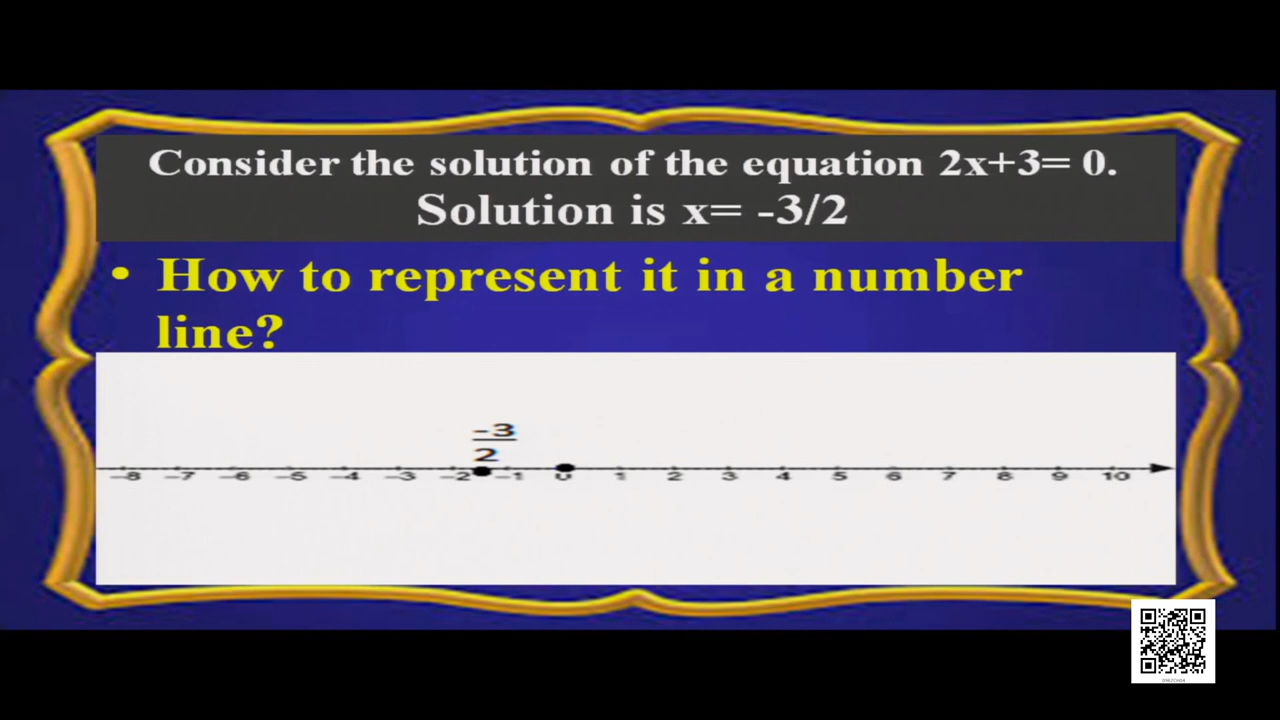 Consider the solution of the equation 2x+3= 0.
Solution is x= -3/2
• How to represent it in a number
line?
-3
2
-8 -7 -6 -5 -4 -3 -2 -1 0 1 2 3 4 5 6 7 8 9 10